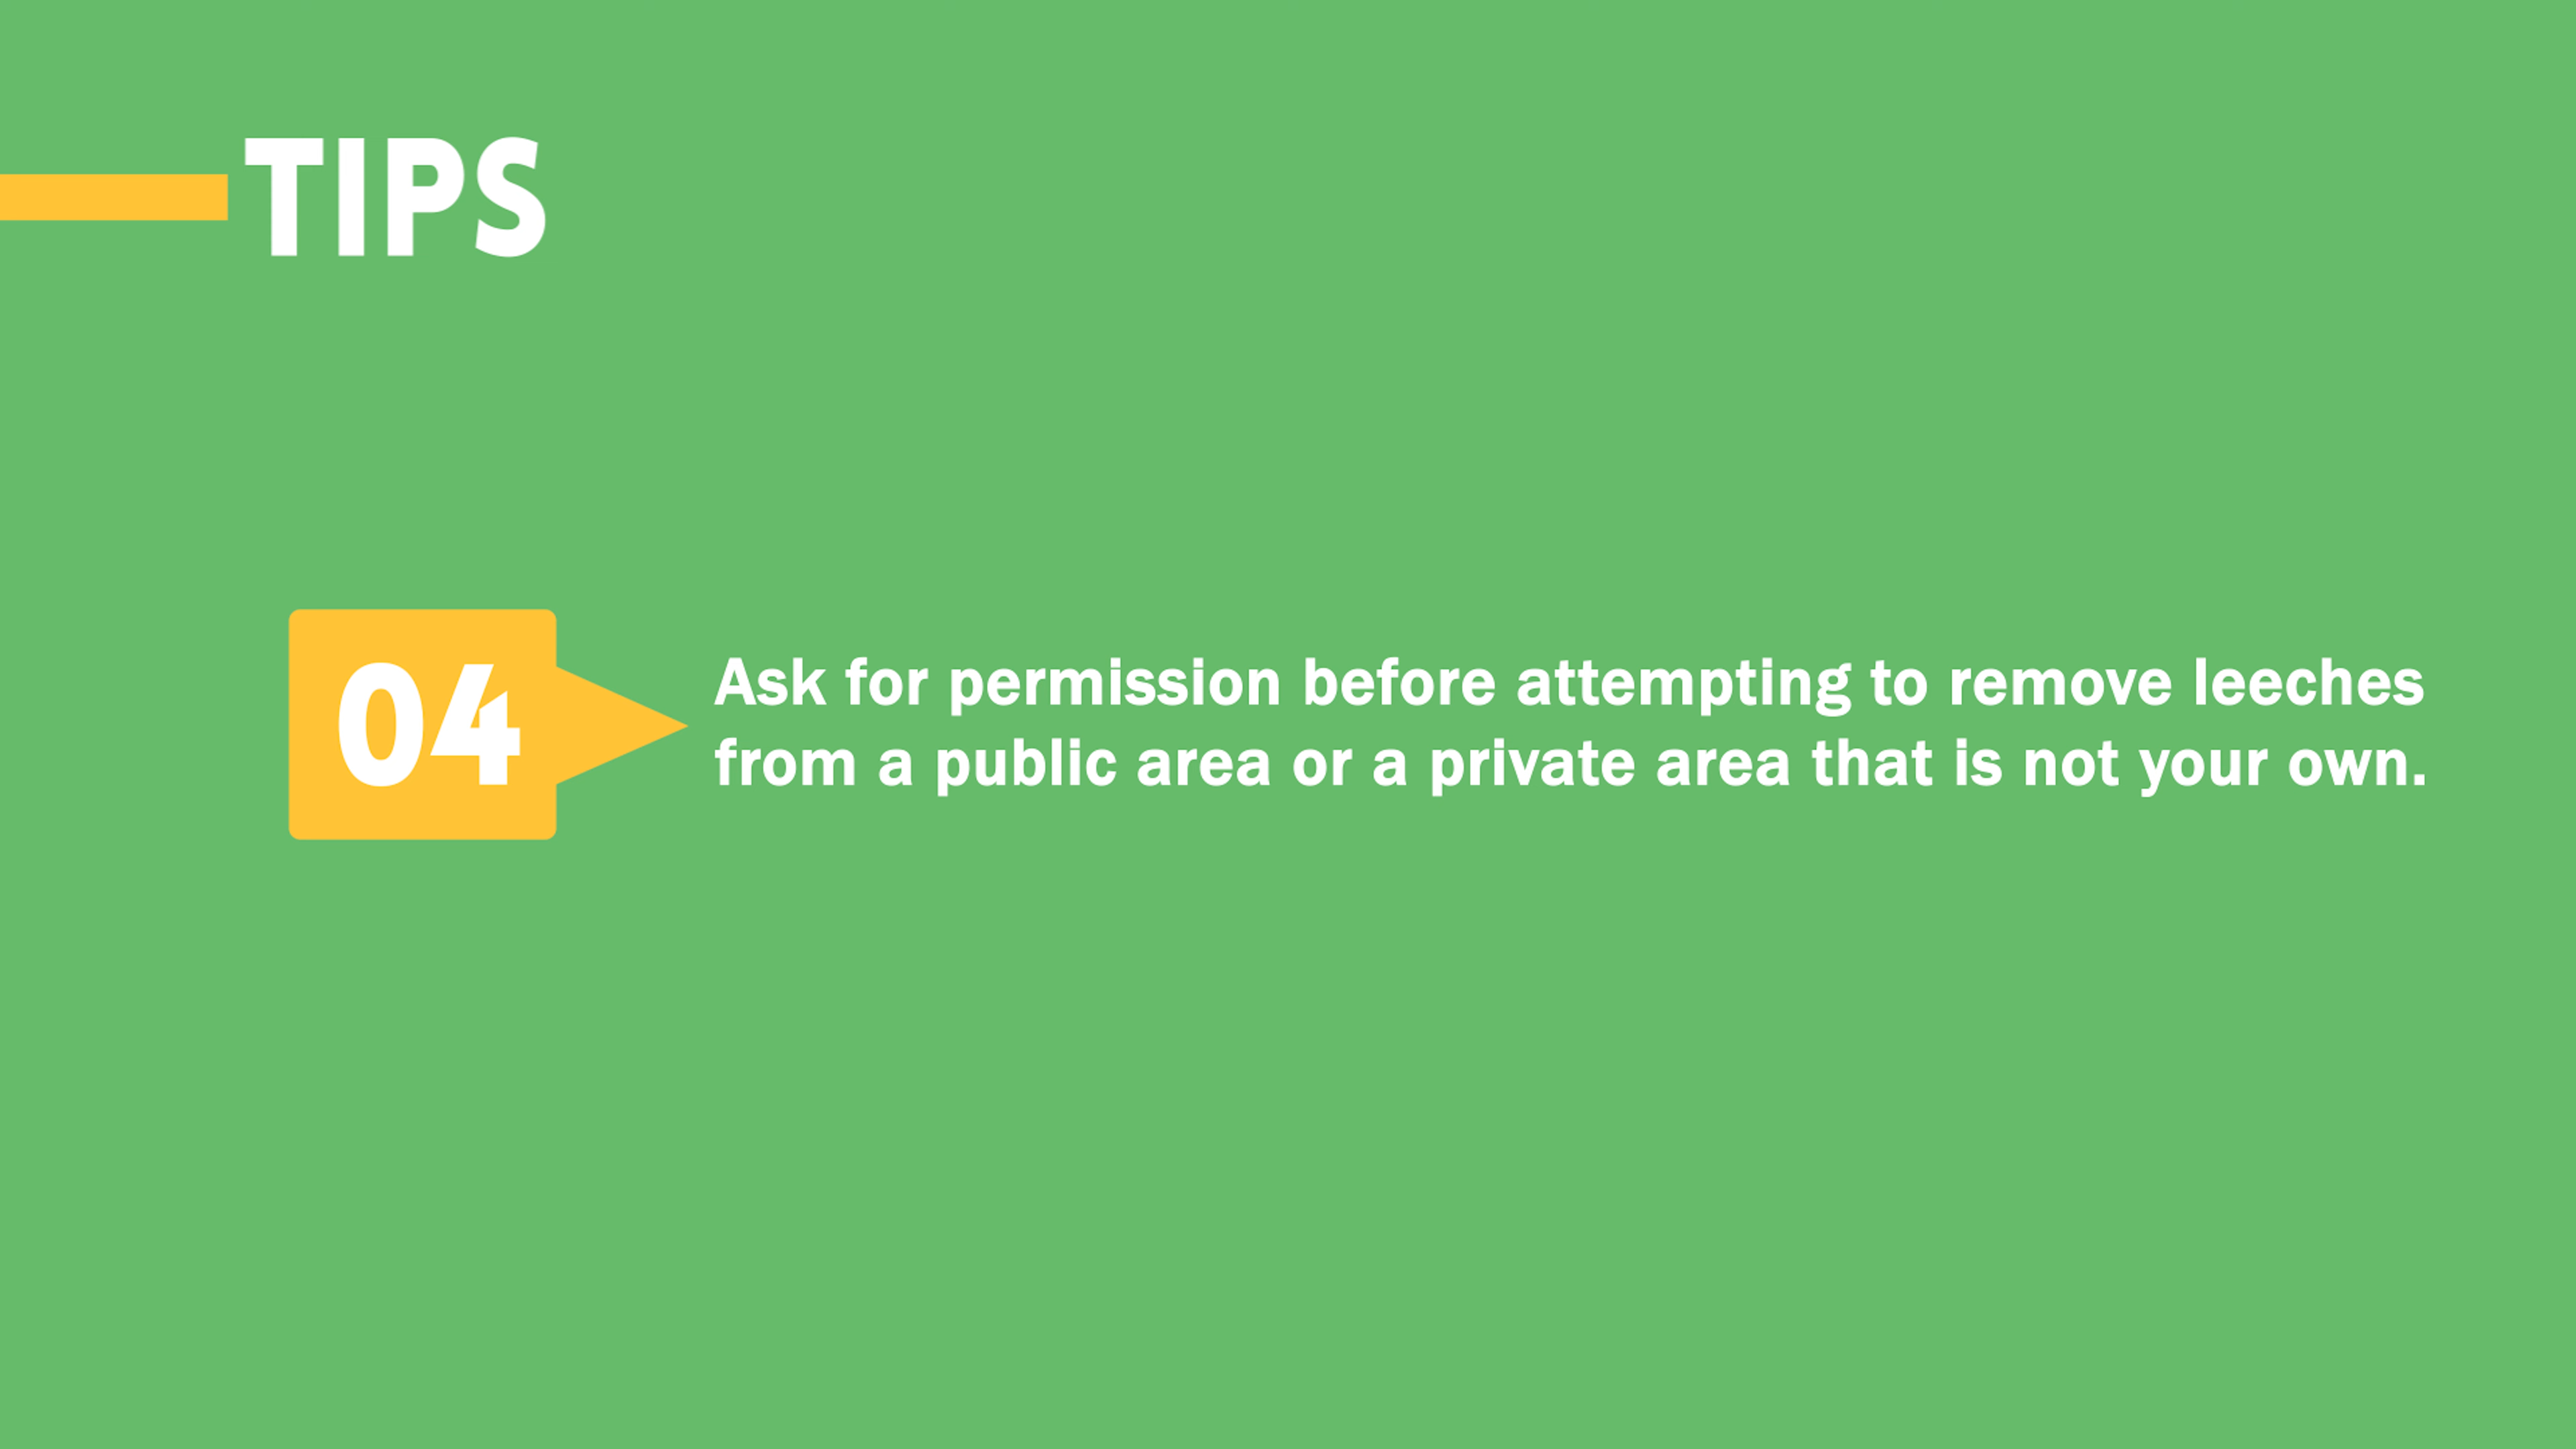 TIPS
04
Ask for permission before attempting to remove leeches
from a public area or a private area that is not your own.